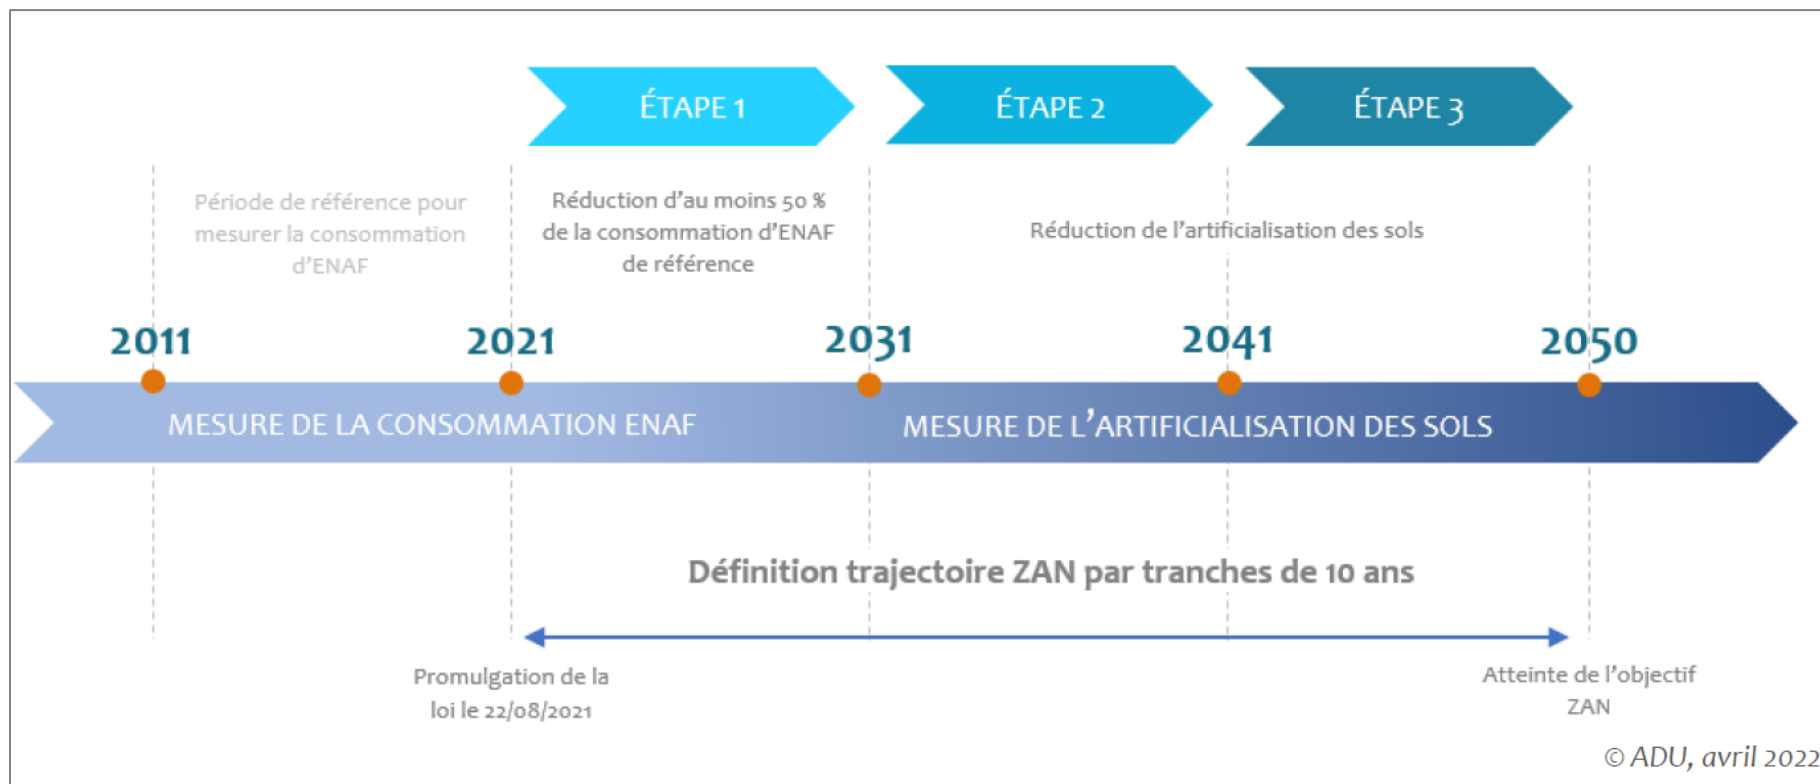 ÉTAPE 1
ÉTAPE 2
ÉTAPE 3
Période de référence pour
mesurer la consommation
d'ENAF
Réduction d'au moins 50 %
de la consommation d'ENAF
de référence
Réduction de l'artificialisation des sols
2011
2021
2031
2041
2050
MESURE DE LA CONSOMMATION ENAF
MESURE DE L'ARTIFICIALISATION DES SOLS
Définition trajectoire ZAN par tranches de 10 ans
Promulgation de la
loi le 22/08/2021
Atteinte de l'objectif
ZAN
© ADU, avril 2022